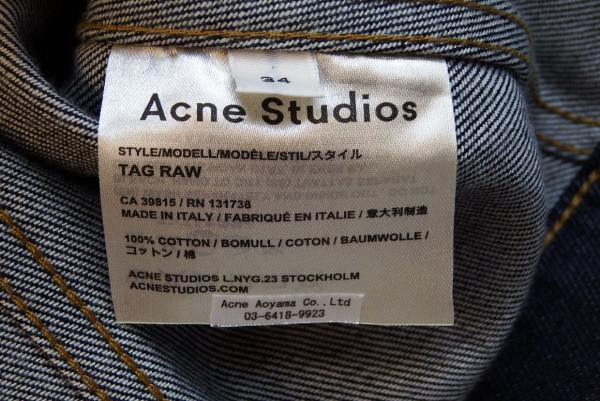 34
Acne Studios
STYLE/MODELL/MODÈLE/STIL/スタイル
TAG RAW
CA 39815 / RN 131738
MADE IN ITALY / FABRIQUÉ EN ITALIE / 意大利制造
100% COTTON / BOMULL / COTON / BAUMWOLLE /
コットン / 棉
ACNE STUDIOS L.NYG.23 STOCKHOLM
ACNESTUDIOS.COM
Acne Aoyama Co.,Ltd
03-6418-9923